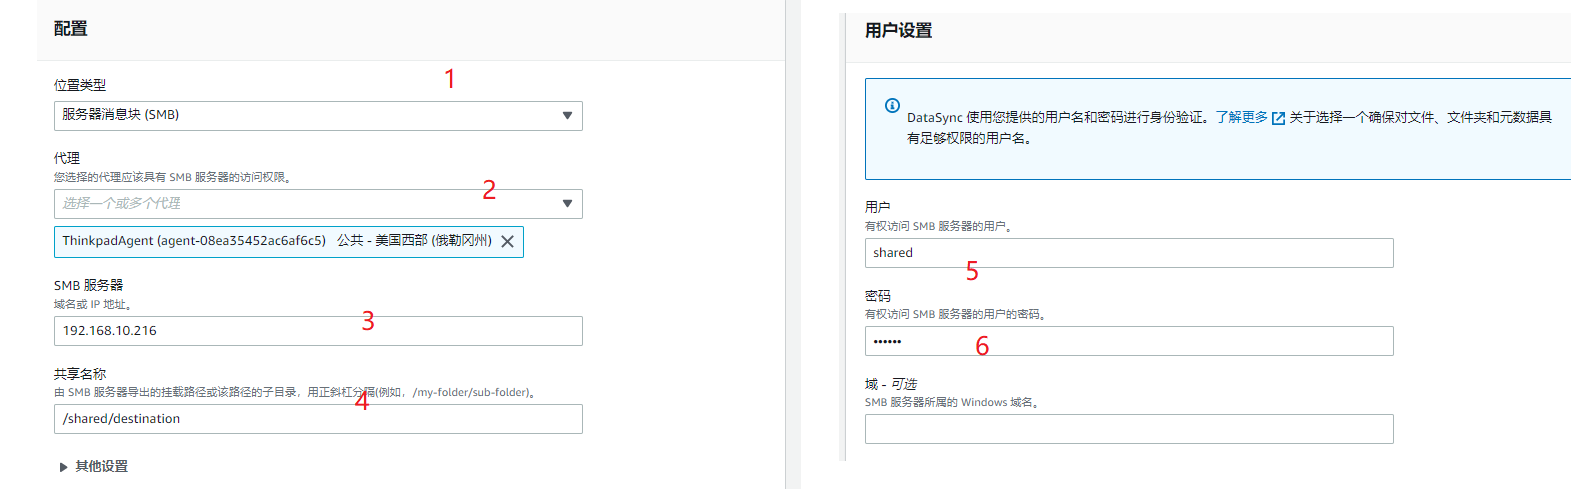 配置
1
位置类型
服务器消息块 (SMB)
代理
您选择的代理应该具有 SMB 服务器的访问权限。
2
选择一个或多个代理
ThinkpadAgent (agent-08ea35452ac6af6c5) 公共 - 美国西部 (俄勒冈州)
SMB 服务器
域名或 IP 地址。
3
192.168.10.216
共享名称
由 SMB 服务器导出的挂载路径或该路径的子目录，用正斜杠分隔(例如，/my-folder/sub-folder)。
4
/shared/destination
其他设置
用户设置
DataSync 使用您提供的用户名和密码进行身份验证。了解更多 关于选择一个确保对文件、文件夹和元数据具
有足够权限的用户名。
用户
有权访问 SMB 服务器的用户。
shared
5
密码
有权访问 SMB 服务器的用户的密码。
••••••
6
域 - 可选
SMB 服务器所属的 Windows 域名。